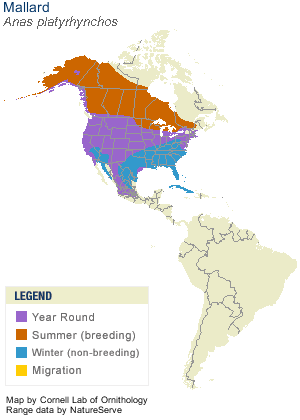 Mallard
Anas platyrhynchos
LEGEND
Year Round
Summer (breeding)
Winter (non-breeding)
Migration
Map by Cornell Lab of Ornithology
Range data by NatureServe